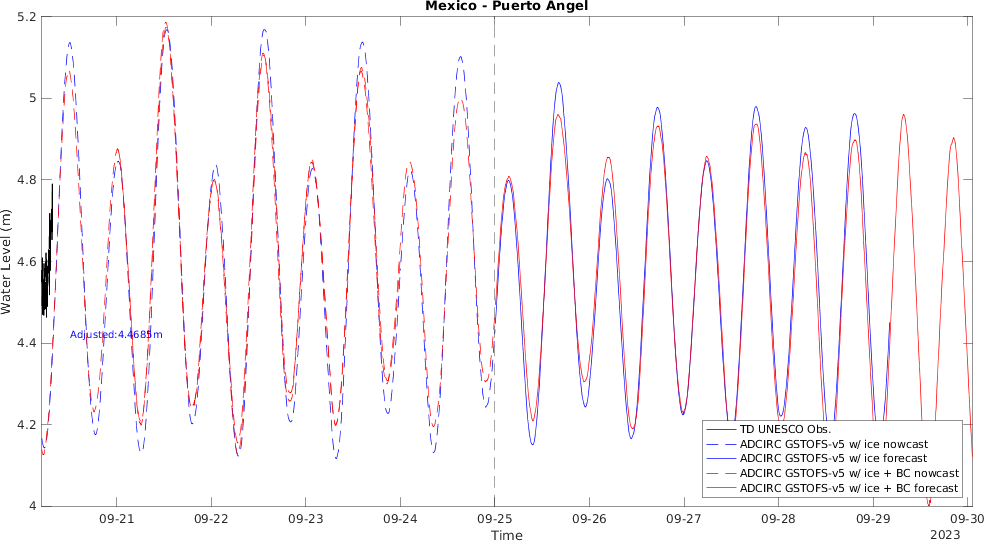 Mexico - Puerto Angel
5.2
5
4.8
4.6
4.4
4.2
4
Water Level (m)
Adjusted:4.4685m
TD UNESCO Obs.
ADCIRC GSTOFS-v5 w/ ice nowcast
ADCIRC GSTOFS-v5 w/ ice forecast
ADCIRC GSTOFS-v5 w/ ice + BC nowcast
ADCIRC GSTOFS-v5 w/ ice + BC forecast
09-21 09-22 09-23 09-24 09-25 09-26 09-27 09-28 09-29 09-30
Time
2023